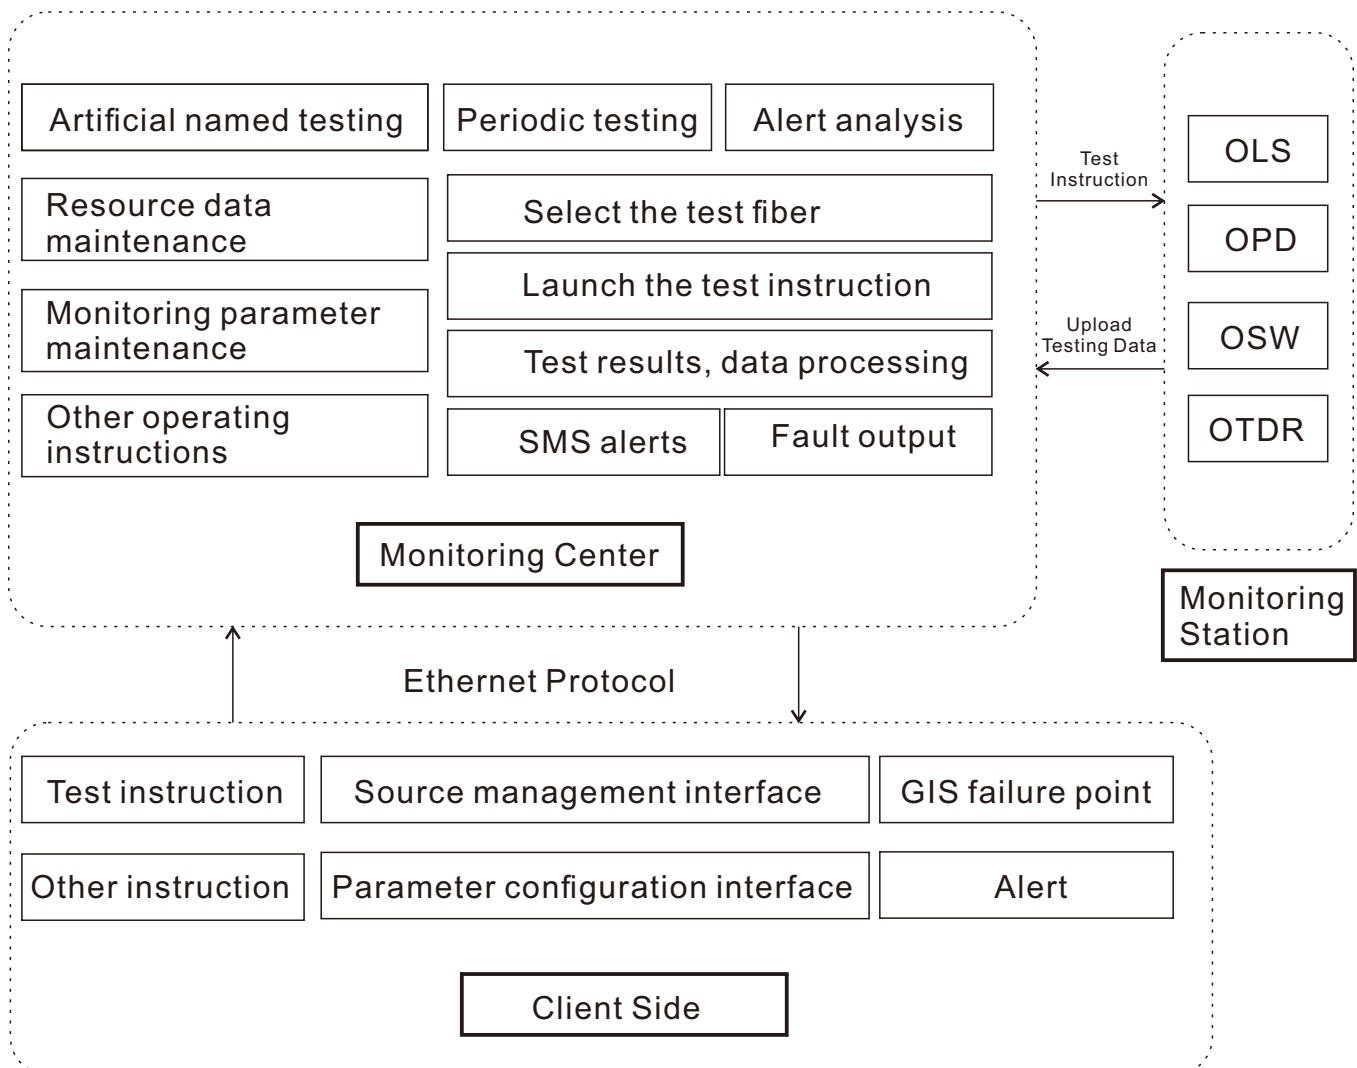 Artificial named testing
Periodic testing
Alert analysis
Resource data
maintenance
Select the test fiber
Launch the test instruction
Monitoring parameter
maintenance
Test results, data processing
Other operating
instructions
SMS alerts
Fault output
Monitoring Center
Test
Instruction
Upload
Testing Data
OLS
OPD
OSW
OTDR
Monitoring
Station
Ethernet Protocol
Test instruction
Source management interface
GIS failure point
Other instruction
Parameter configuration interface
Alert
Client Side